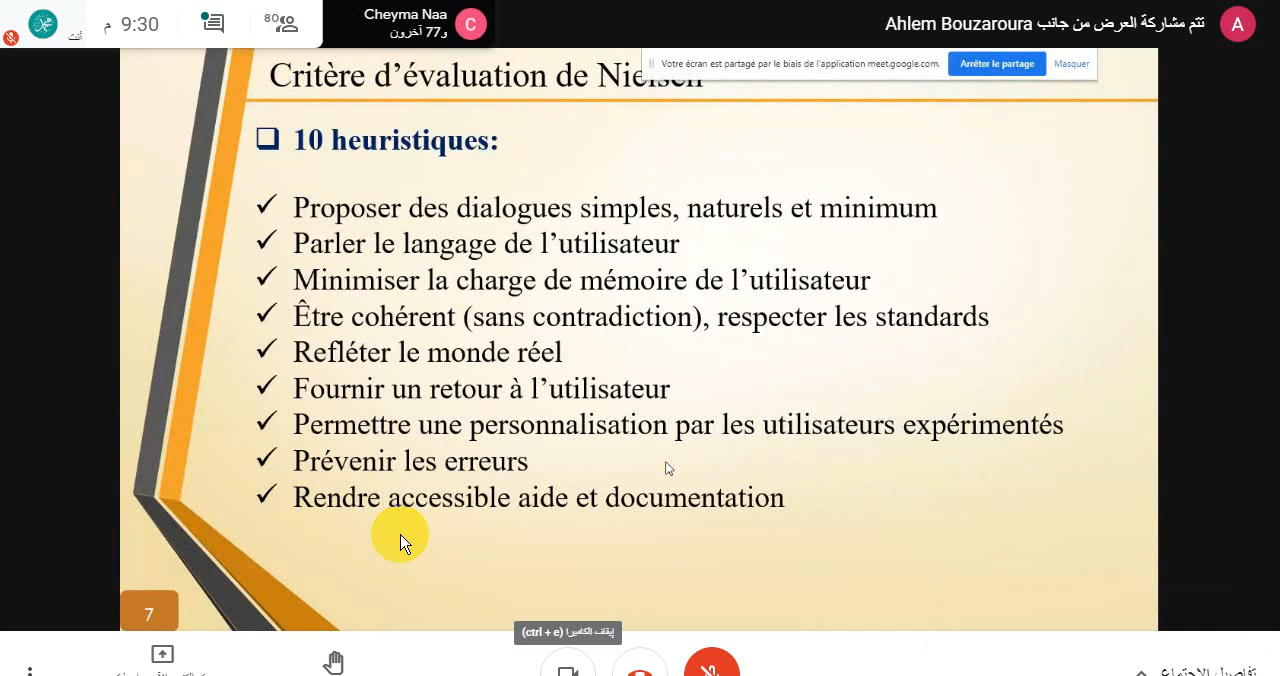 أنت
9:30 م
80
Cheyma Naa
و77 آخرون
تتم مشاركة العرض من جانب Ahlem Bouzaroura
A
C
Votre écran est partagé par le biais de l'application meet.google.com.
Arrêter le partage
Masquer
Critère d’évaluation de Nielsen
10 heuristiques:
Proposer des dialogues simples, naturels et minimum
Parler le langage de l’utilisateur
Minimiser la charge de mémoire de l’utilisateur
Être cohérent (sans contradiction), respecter les standards
Refléter le monde réel
Fournir un retour à l’utilisateur
Permettre une personnalisation par les utilisateurs expérimentés
Prévenir les erreurs
Rendre accessible aide et documentation
7
إيقاف الكاميرا (ctrl + e)
تفاصيل الاجتماع